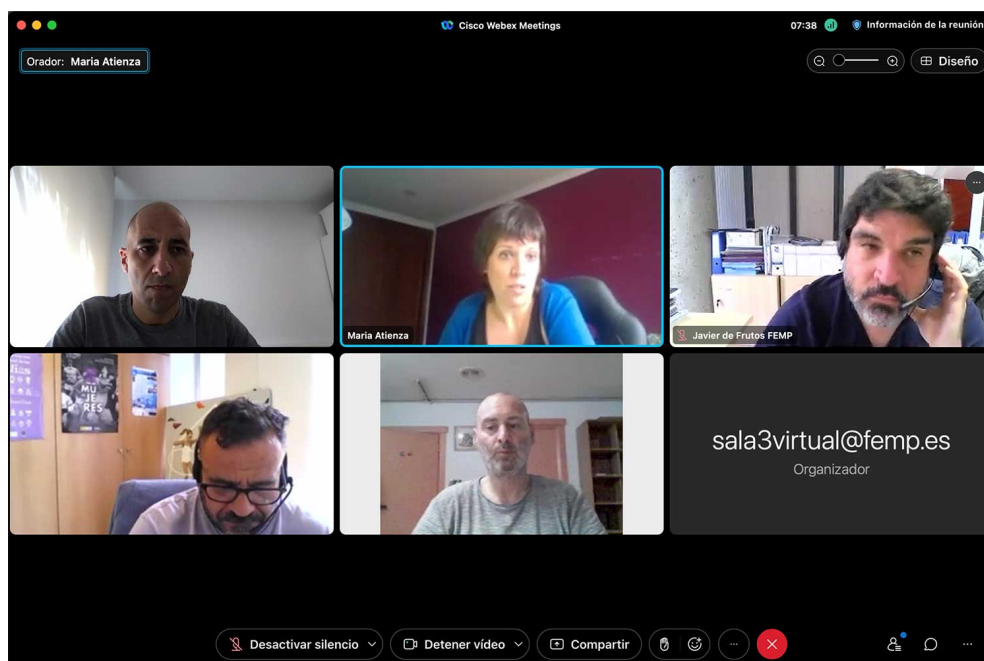 Cisco Webex Meetings
07:38
Información de la reunión
Orador: Maria Atienza
Diseño
Maria Atienza
Javier de Frutos FEMP
MU
JE
RES
sala3virtual@femp.es
Organizador
Desactivar silencio
Detener vídeo
Compartir